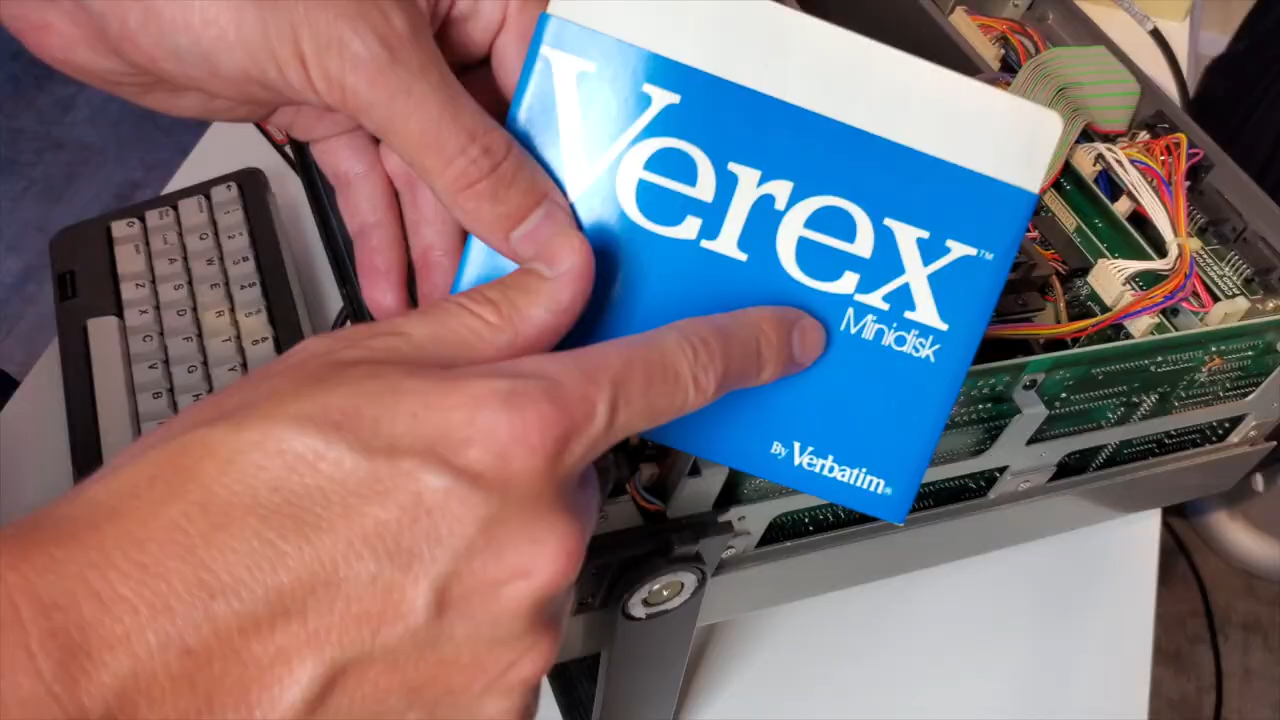 Verex™
Minidisk
By Verbatim®
Q W E R T Y
A S D F G H
Z X C V B